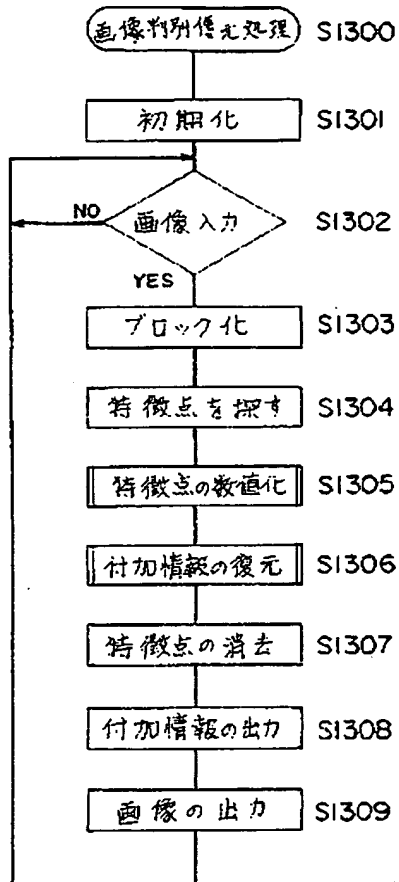 画像判別復元処理 S1300
初期化 S1301
画像入力 S1302
NO
YES
ブロック化 S1303
特徴点を探す S1304
特徴点の数値化 S1305
付加情報の復元 S1306
特徴点の消去 S1307
付加情報の出力 S1308
画像の出力 S1309